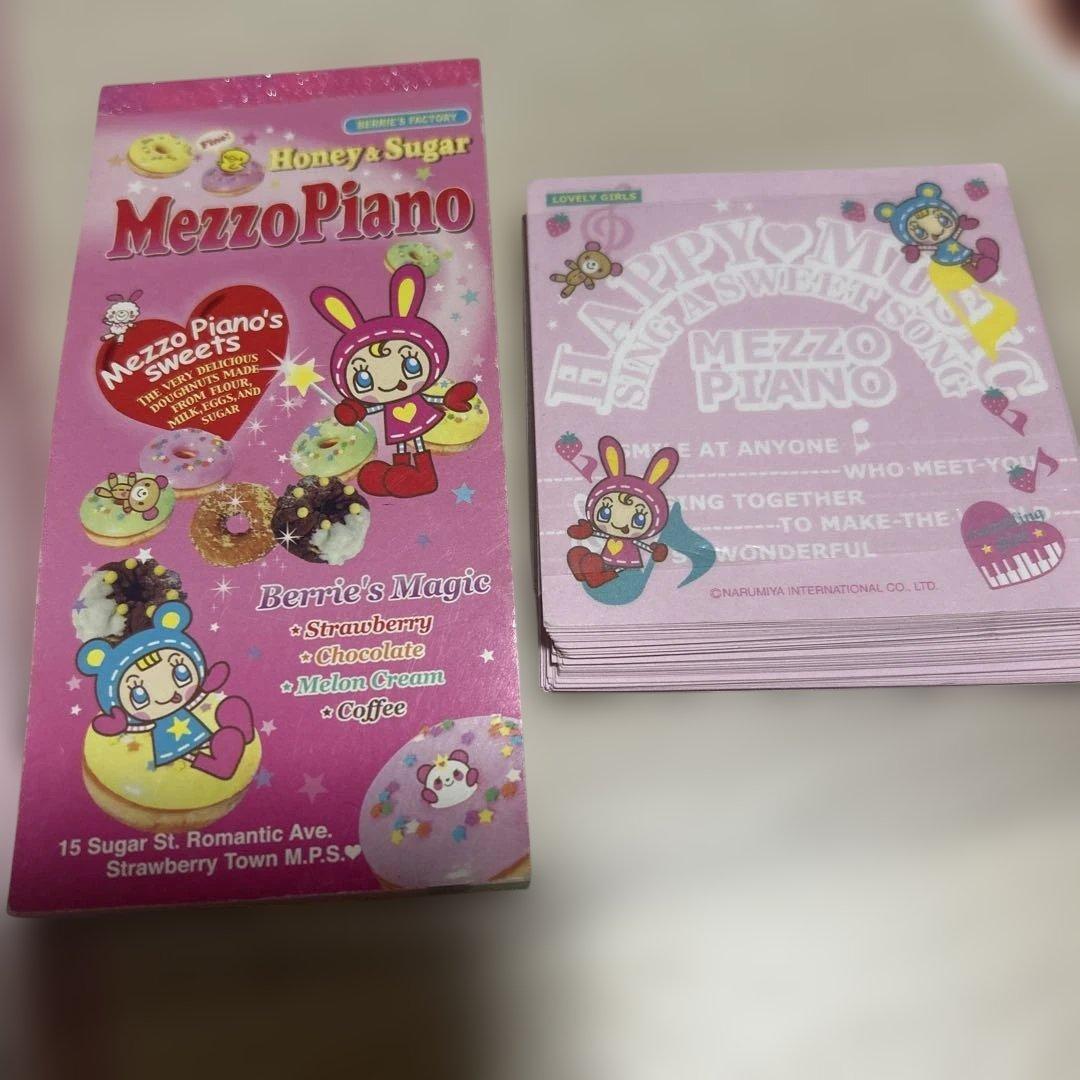 BERRIE'S FACTORY
Fine!
Honey & Sugar
MezzoPiano
Mezzo Piano's
sweets
THE VERY DELICIOUS
DOUGHNUTS MADE
FROM FLOUR,
MILK, EGGS, AND
SUGAR
Berrie's Magic
★Strawberry
★Chocolate
★Melon Cream
★Coffee
15 Sugar St. Romantic Ave.
Strawberry Town M.P.S.♥
LOVELY GIRLS
HAPPY♡MUSIC
SING A SWEET SONG
MEZZO
PIANO
SMILE AT ANYONE
WHO·MEET·YOU
TOGETHER
TO MAKE·THE
WONDERFUL
©NARUMIYA INTERNATIONAL CO., LTD.